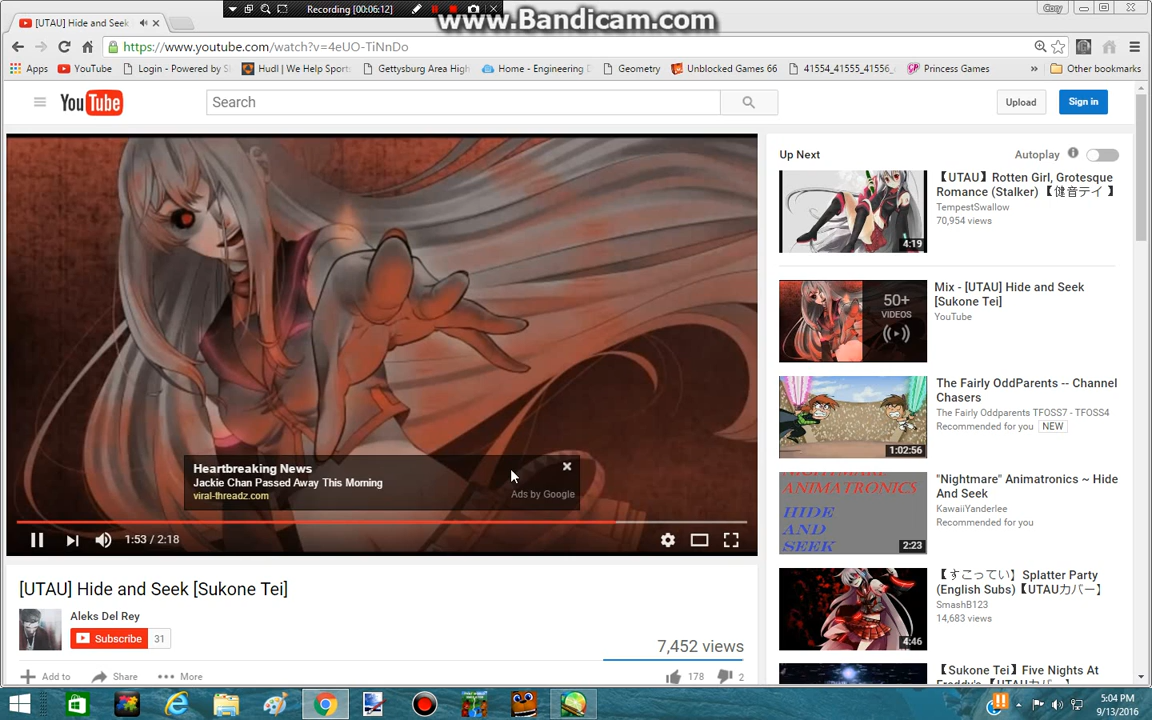 Recording [00:06:12]
www.Bandicam.com
[UTAU] Hide and Seek
Cary
https://www.youtube.com/watch?v=4eUO-TiNnDo
Apps
YouTube
Login - Powered by S
Hudl | We Help Sports
Gettysburg Area High
Home - Engineering
Geometry
Unblocked Games 66
41554_41555_41556_
Princess Games
»
Other bookmarks
YouTube
Search
Upload
Sign in
Heartbreaking News
Jackie Chan Passed Away This Morning
viral-threadz.com
Ads by Google
1:53 / 2:18
[UTAU] Hide and Seek [Sukone Tei]
Aleks Del Rey
Subscribe
31
7,452 views
Add to
Share
More
178
2
Up Next
Autoplay
4:19
【UTAU】Rotten Girl, Grotesque
Romance (Stalker) 【健音テイ 】
TempestSwallow
70,954 views
50+
VIDEOS
Mix - [UTAU] Hide and Seek
[Sukone Tei]
YouTube
1:02:56
The Fairly OddParents -- Channel
Chasers
The Fairly Oddparents TFOSS7 - TFOSS4
Recommended for you
NEW
ANIMATRONICS
HIDE
AND
SEEK
2:23
"Nightmare" Animatronics ~ Hide
And Seek
KawaiiYanderlee
Recommended for you
4:46
【すこってい】Splatter Party
(English Subs)【UTAUカバー】
SmashB123
14,683 views
【Sukone Tei】Five Nights At
5:04 PM
9/13/2016